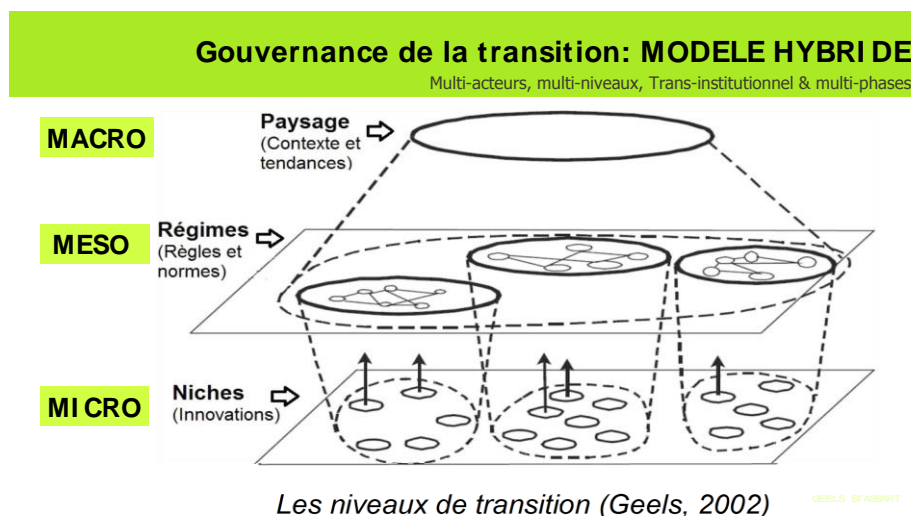 Gouvernance de la transition: MODELE HYBRIDE
Multi-acteurs, multi-niveaux, Trans-institutionnel & multi-phases
MACRO
Paysage
(Contexte et
tendances)
MESO
Régimes
(Règles et
normes)
MICRO
Niches
(Innovations)
Les niveaux de transition (Geels, 2002)
GEELS